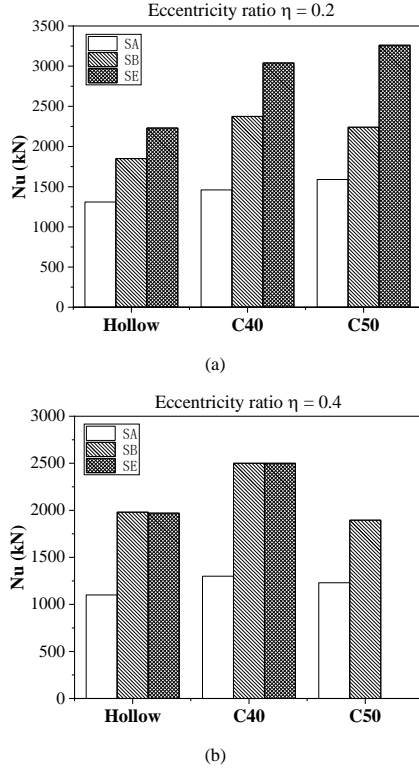 Eccentricity ratio η = 0.2
3500
3000
2500
2000
1500
1000
500
0
Nu (kN)
SA
SB
SE
Hollow
C40
C50
(a)
Eccentricity ratio η = 0.4
3000
2500
2000
1500
1000
500
0
Nu (kN)
SA
SB
SE
Hollow
C40
C50
(b)